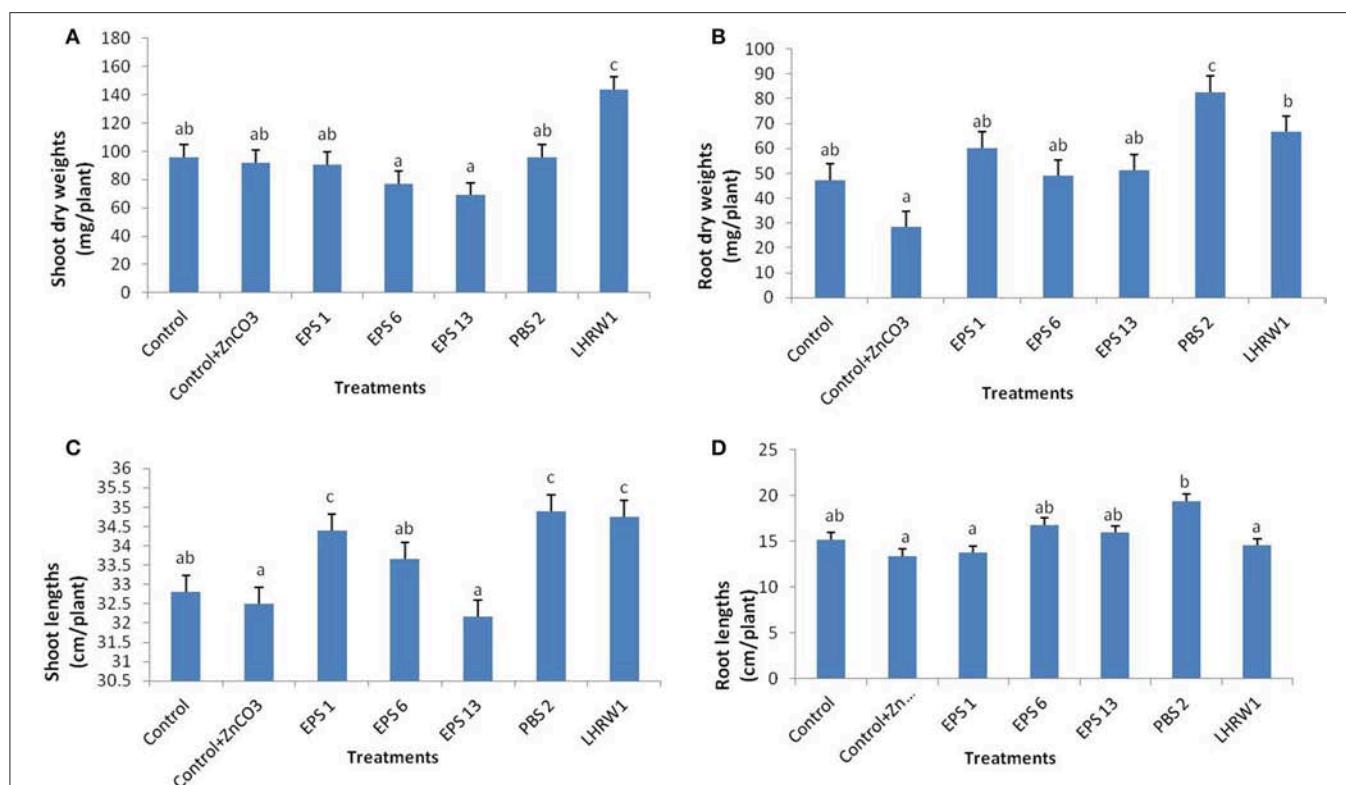 A
Shoot dry weights
(mg/plant)
180
160
140
120
100
80
60
40
20
0
ab
ab
ab
a
a
ab
c
Control
Control+ZnCO3
EPS 1
EPS 6
EPS 13
PBS 2
LHRW1
Treatments
B
Root dry weights
(mg/plant)
100
90
80
70
60
50
40
30
20
10
0
ab
a
ab
ab
ab
c
b
Control
Control+ZnCO3
EPS 1
EPS 6
EPS 13
PBS 2
LHRW1
Treatments
C
Shoot lengths
(cm/plant)
36
35.5
35
34.5
34
33.5
33
32.5
32
31.5
31
30.5
ab
a
c
ab
a
c
c
Control
Control+ZnCO3
EPS 1
EPS 6
EPS 13
PBS 2
LHRW1
Treatments
D
Root lengths
(cm/plant)
25
20
15
10
5
0
ab
a
a
ab
ab
b
a
Control
Control+Zn...
EPS 1
EPS 6
EPS 13
PBS 2
LHRW1
Treatments